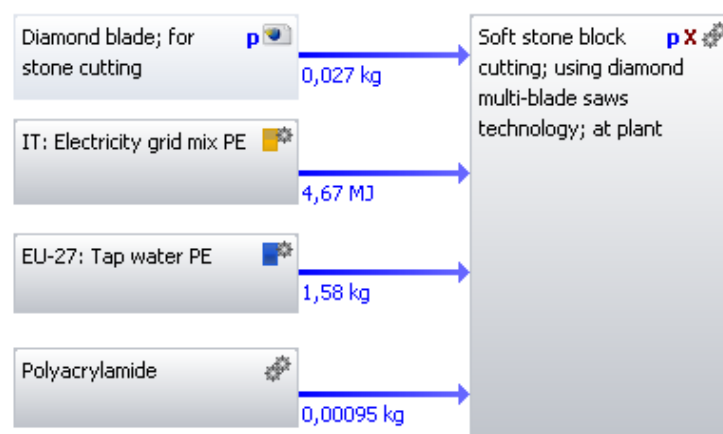 Diamond blade; for p
stone cutting
0,027 kg
IT: Electricity grid mix PE
4,67 MJ
EU-27: Tap water PE
1,58 kg
Polyacrylamide
0,00095 kg
Soft stone block p X
cutting; using diamond
multi-blade saws
technology; at plant